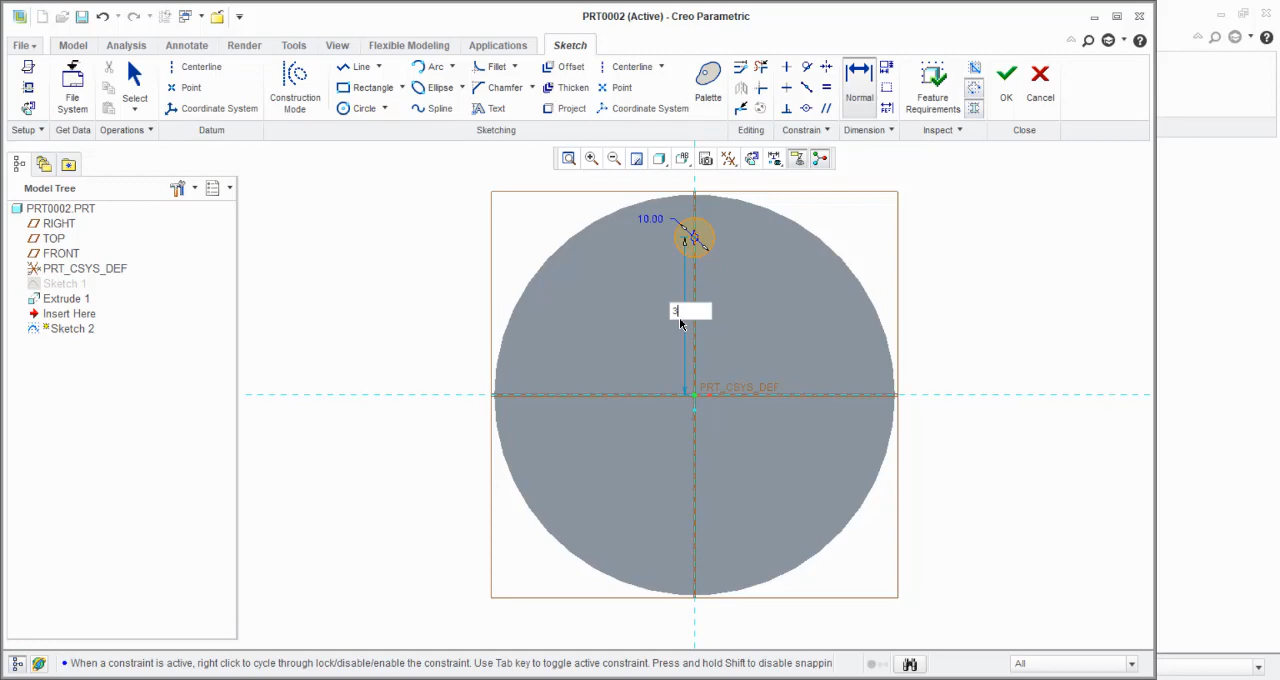 PRT0002 (Active) - Creo Parametric
File
Model
Analysis
Annotate
Render
Tools
View
Flexible Modeling
Applications
Sketch
File System
Select
Centerline
Point
Coordinate System
Construction Mode
Line
Arc
Fillet
Offset
Centerline
Rectangle
Ellipse
Chamfer
Thicken
Point
Circle
Spline
Text
Project
Coordinate System
Palette
Normal
Feature Requirements
OK
Cancel
Setup
Get Data
Operations
Datum
Sketching
Editing
Constrain
Dimension
Inspect
Close
Model Tree
PRT0002.PRT
RIGHT
TOP
FRONT
PRT_CSYS_DEF
Sketch 1
Extrude 1
Insert Here
Sketch 2
10.00
3
PRT_CSYS_DEF
When a constraint is active, right click to cycle through lock/disable/enable the constraint. Use Tab key to toggle active constraint. Press and hold Shift to disable snappin
All